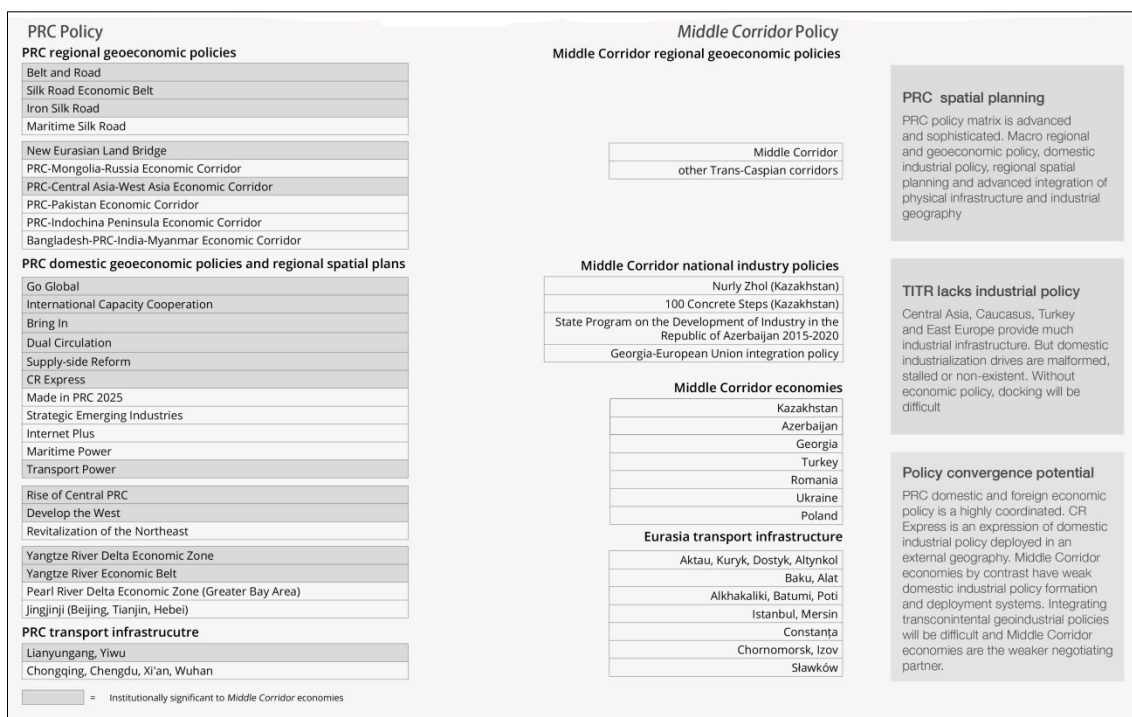 PRC Policy
PRC regional geoeconomic policies
Belt and Road
Silk Road Economic Belt
Iron Silk Road
Maritime Silk Road
New Eurasian Land Bridge
PRC-Mongolia-Russia Economic Corridor
PRC-Central Asia-West Asia Economic Corridor
PRC-Pakistan Economic Corridor
PRC-Indochina Peninsula Economic Corridor
Bangladesh-PRC-India-Myanmar Economic Corridor
PRC domestic geoeconomic policies and regional spatial plans
Go Global
International Capacity Cooperation
Bring In
Dual Circulation
Supply-side Reform
CR Express
Made in PRC 2025
Strategic Emerging Industries
Internet Plus
Maritime Power
Transport Power
Rise of Central PRC
Develop the West
Revitalization of the Northeast
Yangtze River Delta Economic Zone
Yangtze River Economic Belt
Pearl River Delta Economic Zone (Greater Bay Area)
Jingjinji (Beijing, Tianjin, Hebei)
PRC transport infrastrucutre
Lianyungang, Yiwu
Chongqing, Chengdu, Xi'an, Wuhan
= Institutionally significant to Middle Corridor economies
Middle Corridor Policy
Middle Corridor regional geoeconomic policies
Middle Corridor
other Trans-Caspian corridors
Middle Corridor national industry policies
Nurly Zhol (Kazakhstan)
100 Concrete Steps (Kazakhstan)
State Program on the Development of Industry in the
Republic of Azerbaijan 2015-2020
Georgia-European Union integration policy
Middle Corridor economies
Kazakhstan
Azerbaijan
Georgia
Turkey
Romania
Ukraine
Poland
Eurasia transport infrastructure
Aktau, Kuryk, Dostyk, Altynkol
Baku, Alat
Alkhakaliki, Batumi, Poti
Istanbul, Mersin
Constanța
Chornomorsk, Izov
Sławków
PRC spatial planning
PRC policy matrix is advanced
and sophisticated. Macro regional
and geoeconomic policy, domestic
industrial policy, regional spatial
planning and advanced integration of
physical infrastructure and industrial
geography
TITR lacks industrial policy
Central Asia, Caucasus, Turkey
and East Europe provide much
industrial infrastructure. But domestic
industrialization drives are malformed,
stalled or non-existent. Without
economic policy, docking will be
difficult
Policy convergence potential
PRC domestic and foreign economic
policy is a highly coordinated. CR
Express is an expression of domestic
industrial policy deployed in an
external geography. Middle Corridor
economies by contrast have weak
domestic industrial policy formation
and deployment systems. Integrating
transconintental geoindustrial policies
will be difficult and Middle Corridor
economies are the weaker negotiating
partner.